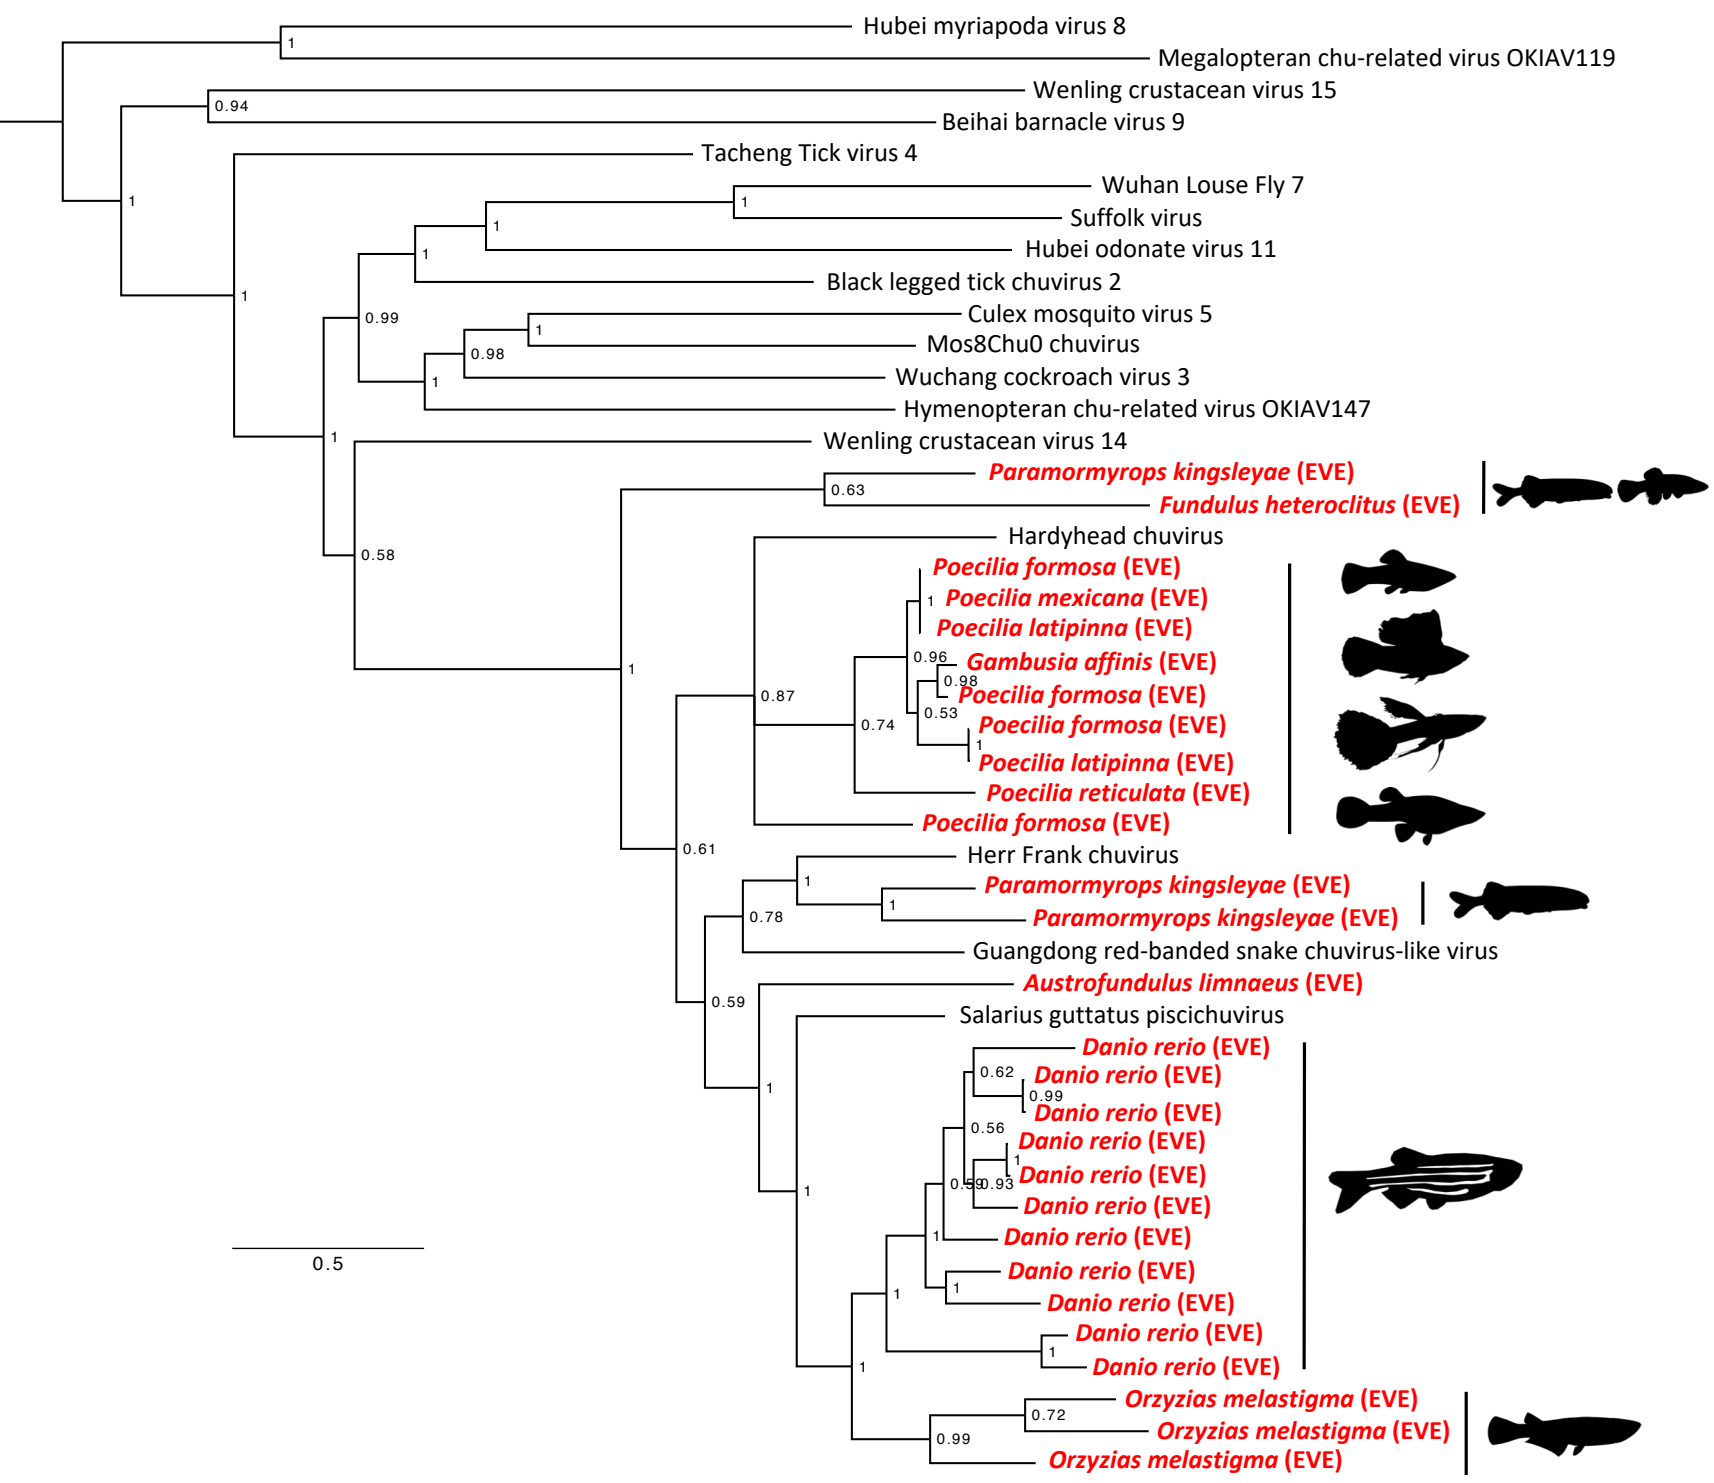 Hubei myriapoda virus 8
1
Megalopteran chu-related virus OKIAV119
Wenling crustacean virus 15
0.94
Beihai barnacle virus 9
Tacheng Tick virus 4
Wuhan Louse Fly 7
1
1
Suffolk virus
1
Hubei odonate virus 11
1
Black legged tick chuvirus 2
1
0.99
Culex mosquito virus 5
1
Mos8Chu0 chuvirus
0.98
Wuchang cockroach virus 3
1
Hymenopteran chu-related virus OKIAV147
1
Wenling crustacean virus 14
Paramormyrops kingsleyae (EVE)
0.63
Fundulus heteroclitus (EVE)
Hardyhead chuvirus
0.58
Poecilia formosa (EVE)
1
Poecilia mexicana (EVE)
Poecilia latipinna (EVE)
0.96
Gambusia affinis (EVE)
1
0.98
0.87
Poecilia formosa (EVE)
0.53
0.74
Poecilia formosa (EVE)
1
Poecilia latipinna (EVE)
Poecilia reticulata (EVE)
Poecilia formosa (EVE)
0.61
Herr Frank chuvirus
1
Paramormyrops kingsleyae (EVE)
1
0.78
Paramormyrops kingsleyae (EVE)
Guangdong red-banded snake chuvirus-like virus
Austrofundulus limnaeus (EVE)
0.59
Salarius guttatus piscichuvirus
Danio rerio (EVE)
0.62
Danio rerio (EVE)
1
0.99
Danio rerio (EVE)
0.56
Danio rerio (EVE)
1
Danio rerio (EVE)
1
0.59
0.93
Danio rerio (EVE)
1
Danio rerio (EVE)
Danio rerio (EVE)
1
1
Danio rerio (EVE)
0.5
Danio rerio (EVE)
1
1
Danio rerio (EVE)
Orzyzias melastigma (EVE)
0.72
Orzyzias melastigma (EVE)
0.99
Orzyzias melastigma (EVE)